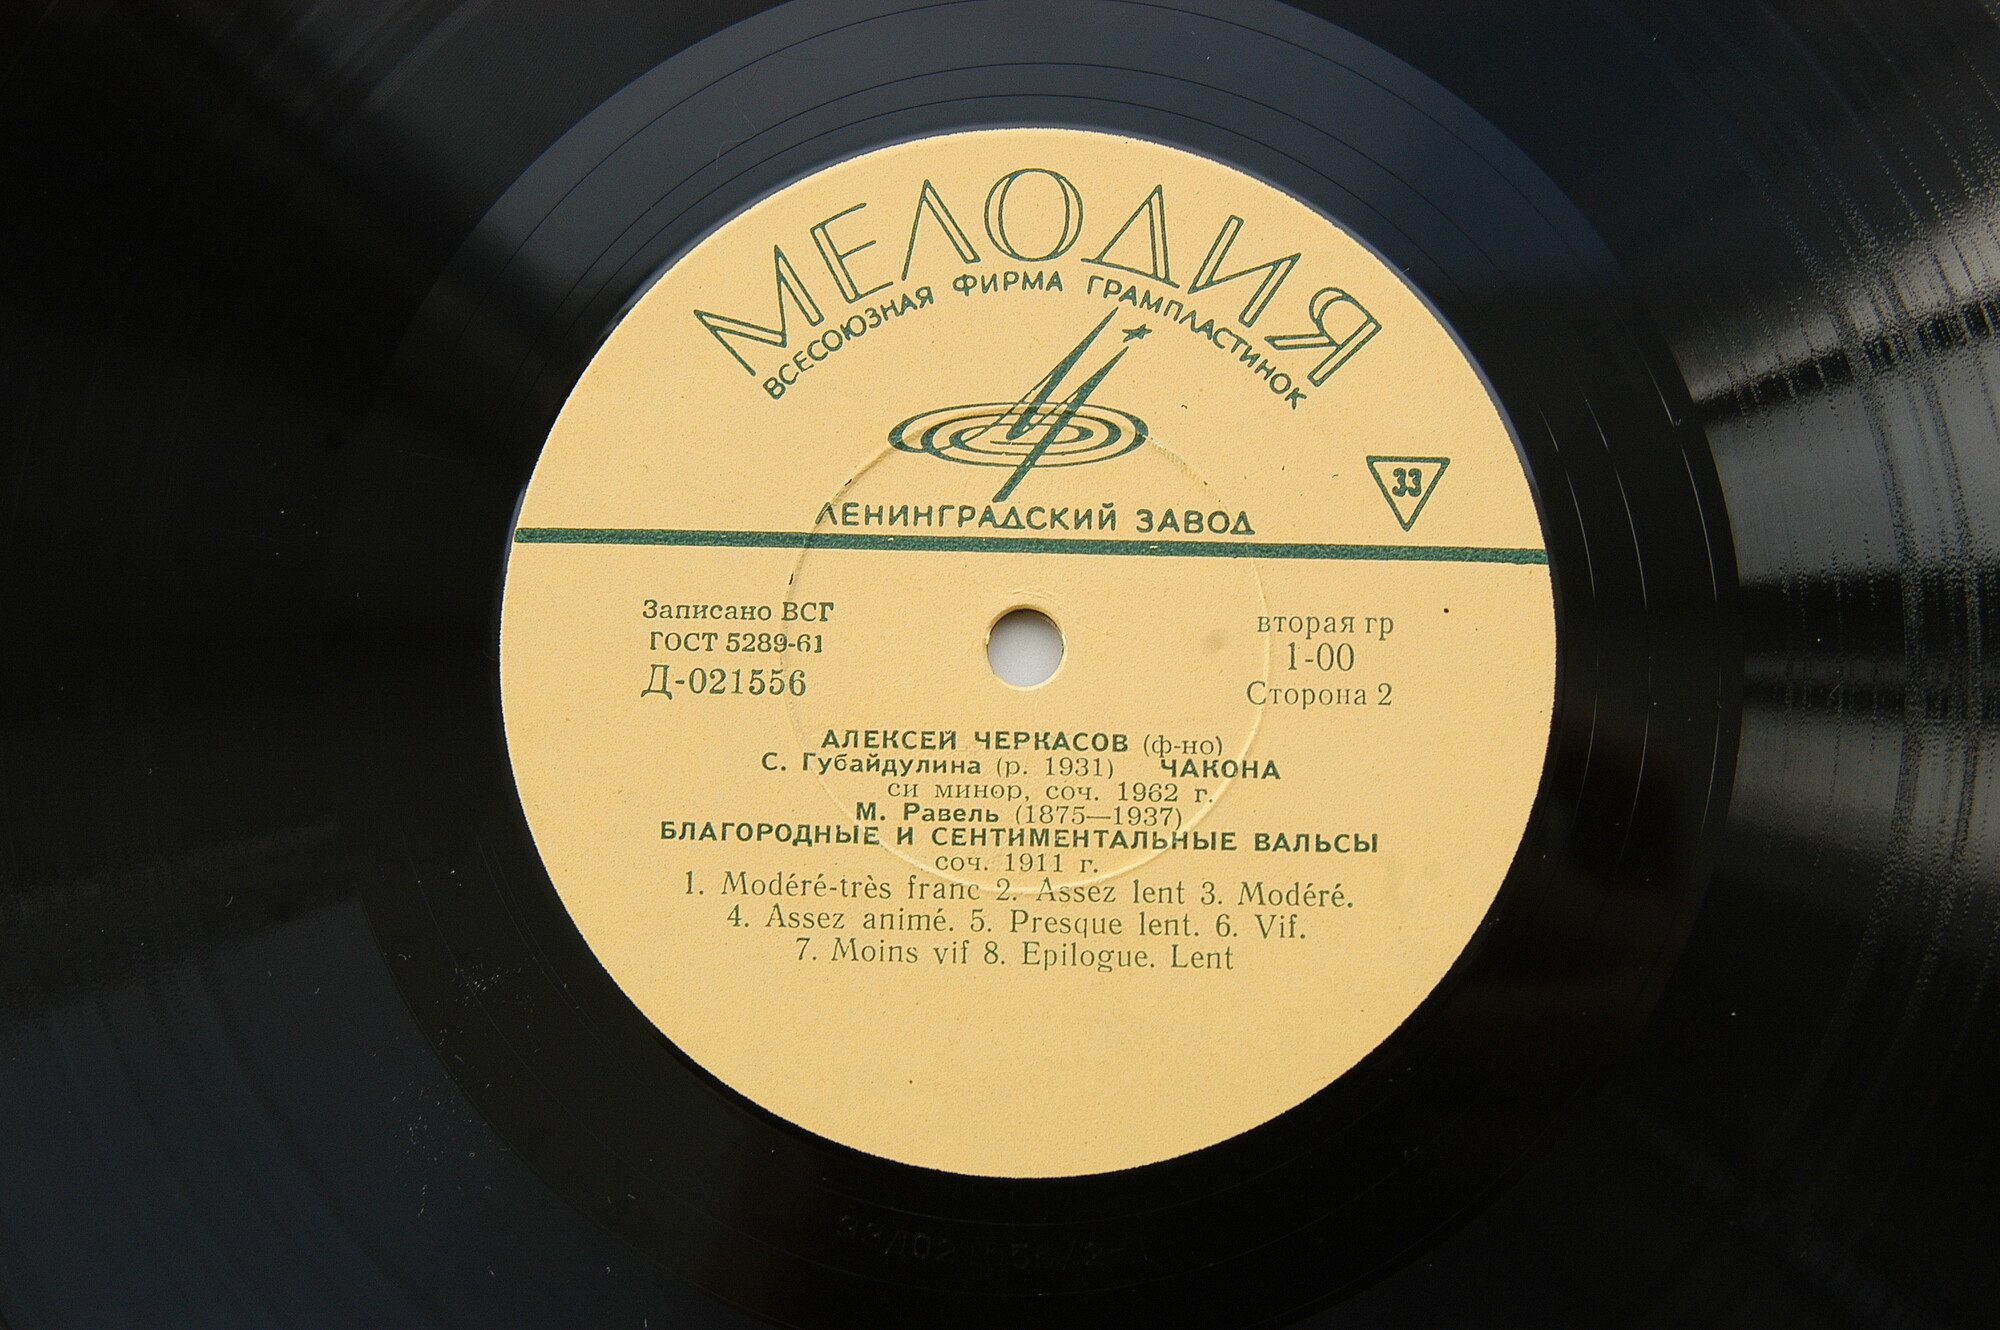 МЕЛОДИЯ
ВСЕСОЮЗНАЯ ФИРМА ГРАМПЛАСТИНОК
33
ЛЕНИНГРАДСКИЙ ЗАВОД
Записано ВСГ
ГОСТ 5289-61
Д-021556
вторая гр
1-00
Сторона 2
АЛЕКСЕЙ ЧЕРКАСОВ (ф-но)
С. Губайдулина (р. 1931) ЧАКОНА
си минор, соч. 1962 г.
М. Равель (1875—1937)
БЛАГОРОДНЫЕ И СЕНТИМЕНТАЛЬНЫЕ ВАЛЬСЫ
соч. 1911 г.
1. Modéré-très franc 2. Assez lent 3. Modéré.
4. Assez animé. 5. Presque lent. 6. Vif.
7. Moins vif 8. Epilogue. Lent